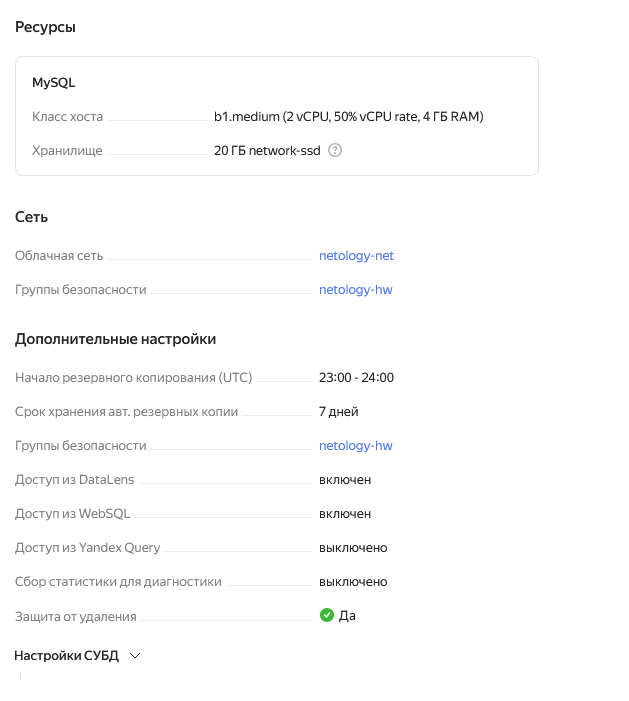 Ресурсы
MySQL
Класс хоста b1.medium (2 vCPU, 50% vCPU rate, 4 ГБ RAM)
Хранилище 20 ГБ network-ssd
Сеть
Облачная сеть netology-net
Группы безопасности netology-hw
Дополнительные настройки
Начало резервного копирования (UTC) 23:00 - 24:00
Срок хранения авт. резервных копии 7 дней
Группы безопасности netology-hw
Доступ из DataLens включен
Доступ из WebSQL включен
Доступ из Yandex Query выключено
Сбор статистики для диагностики выключено
Защита от удаления Да
Настройки СУБД